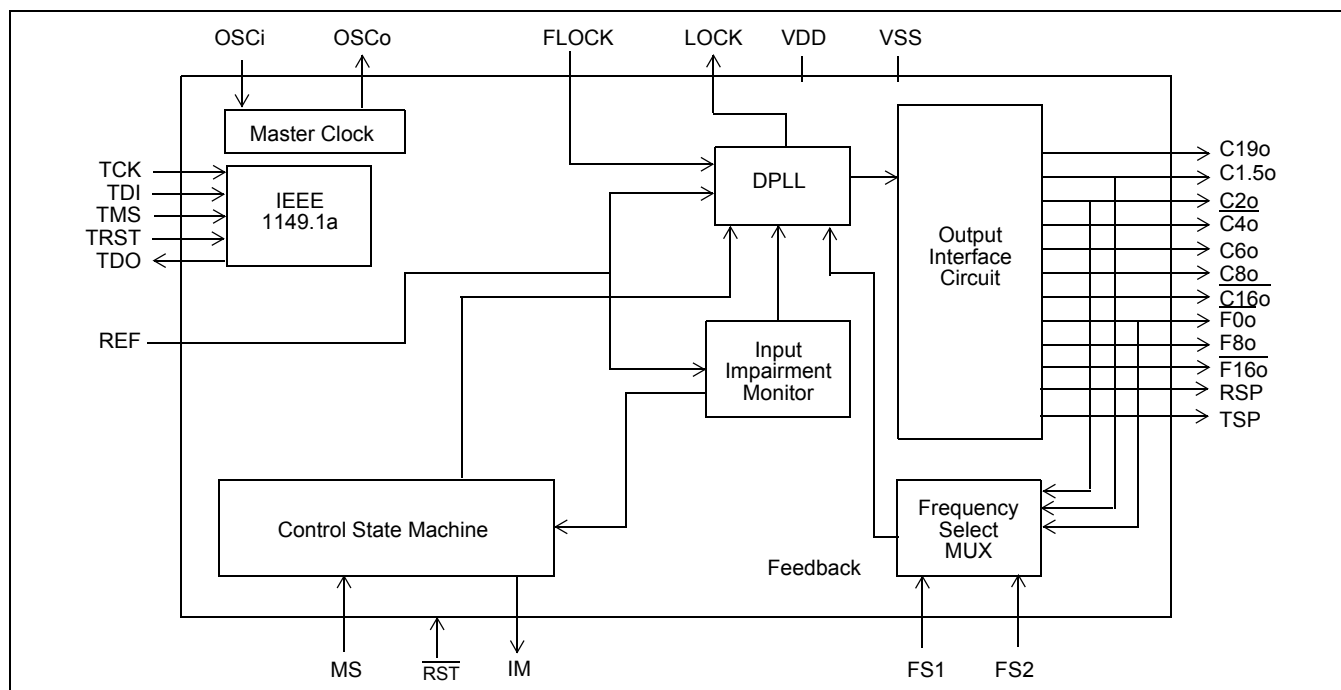 OSCi
OSCo
FLOCK
LOCK
VDD
VSS
Master Clock
TCK
TDI
TMS
TRST
TDO
IEEE
1149.1a
REF
DPLL
Input
Impairment
Monitor
Output
Interface
Circuit
C19o
C1.5o
C2o
C4o
C6o
C8o
C16o
F0o
F8o
F16o
RSP
TSP
Control State Machine
Frequency
Select
MUX
Feedback
MS
RST
IM
FS1
FS2